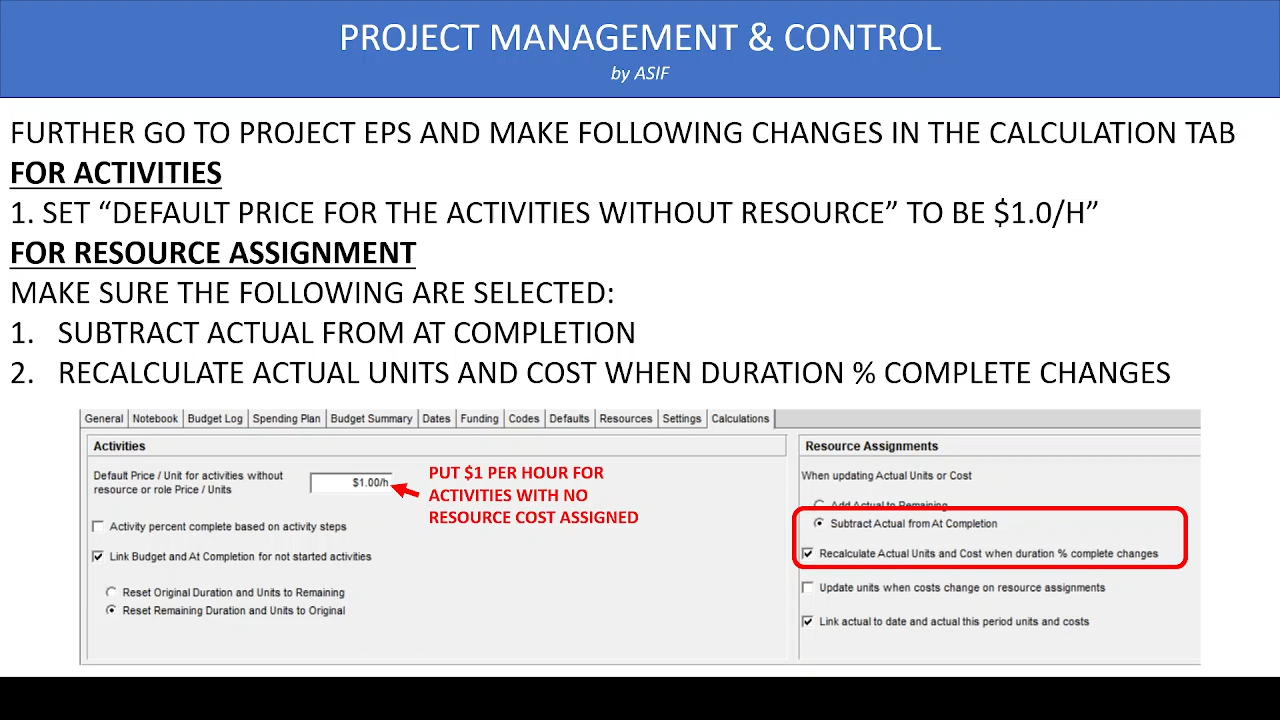 PROJECT MANAGEMENT & CONTROL
by ASIF
FURTHER GO TO PROJECT EPS AND MAKE FOLLOWING CHANGES IN THE CALCULATION TAB
FOR ACTIVITIES
1. SET “DEFAULT PRICE FOR THE ACTIVITIES WITHOUT RESOURCE” TO BE $1.0/H”
FOR RESOURCE ASSIGNMENT
MAKE SURE THE FOLLOWING ARE SELECTED:
1. SUBTRACT ACTUAL FROM AT COMPLETION
2. RECALCULATE ACTUAL UNITS AND COST WHEN DURATION % COMPLETE CHANGES
General Notebook Budget Log Spending Plan Budget Summary Dates Funding Codes Defaults Resources Settings Calculations
Activities
Default Price / Unit for activities without
resource or role Price / Units
$1.00/h
PUT $1 PER HOUR FOR
ACTIVITIES WITH NO
RESOURCE COST ASSIGNED
Activity percent complete based on activity steps
Link Budget and At Completion for not started activities
Reset Original Duration and Units to Remaining
Reset Remaining Duration and Units to Original
Resource Assignments
When updating Actual Units or Cost
Add Actual to Remaining
Subtract Actual from At Completion
Recalculate Actual Units and Cost when duration % complete changes
Update units when costs change on resource assignments
Link actual to date and actual this period units and costs